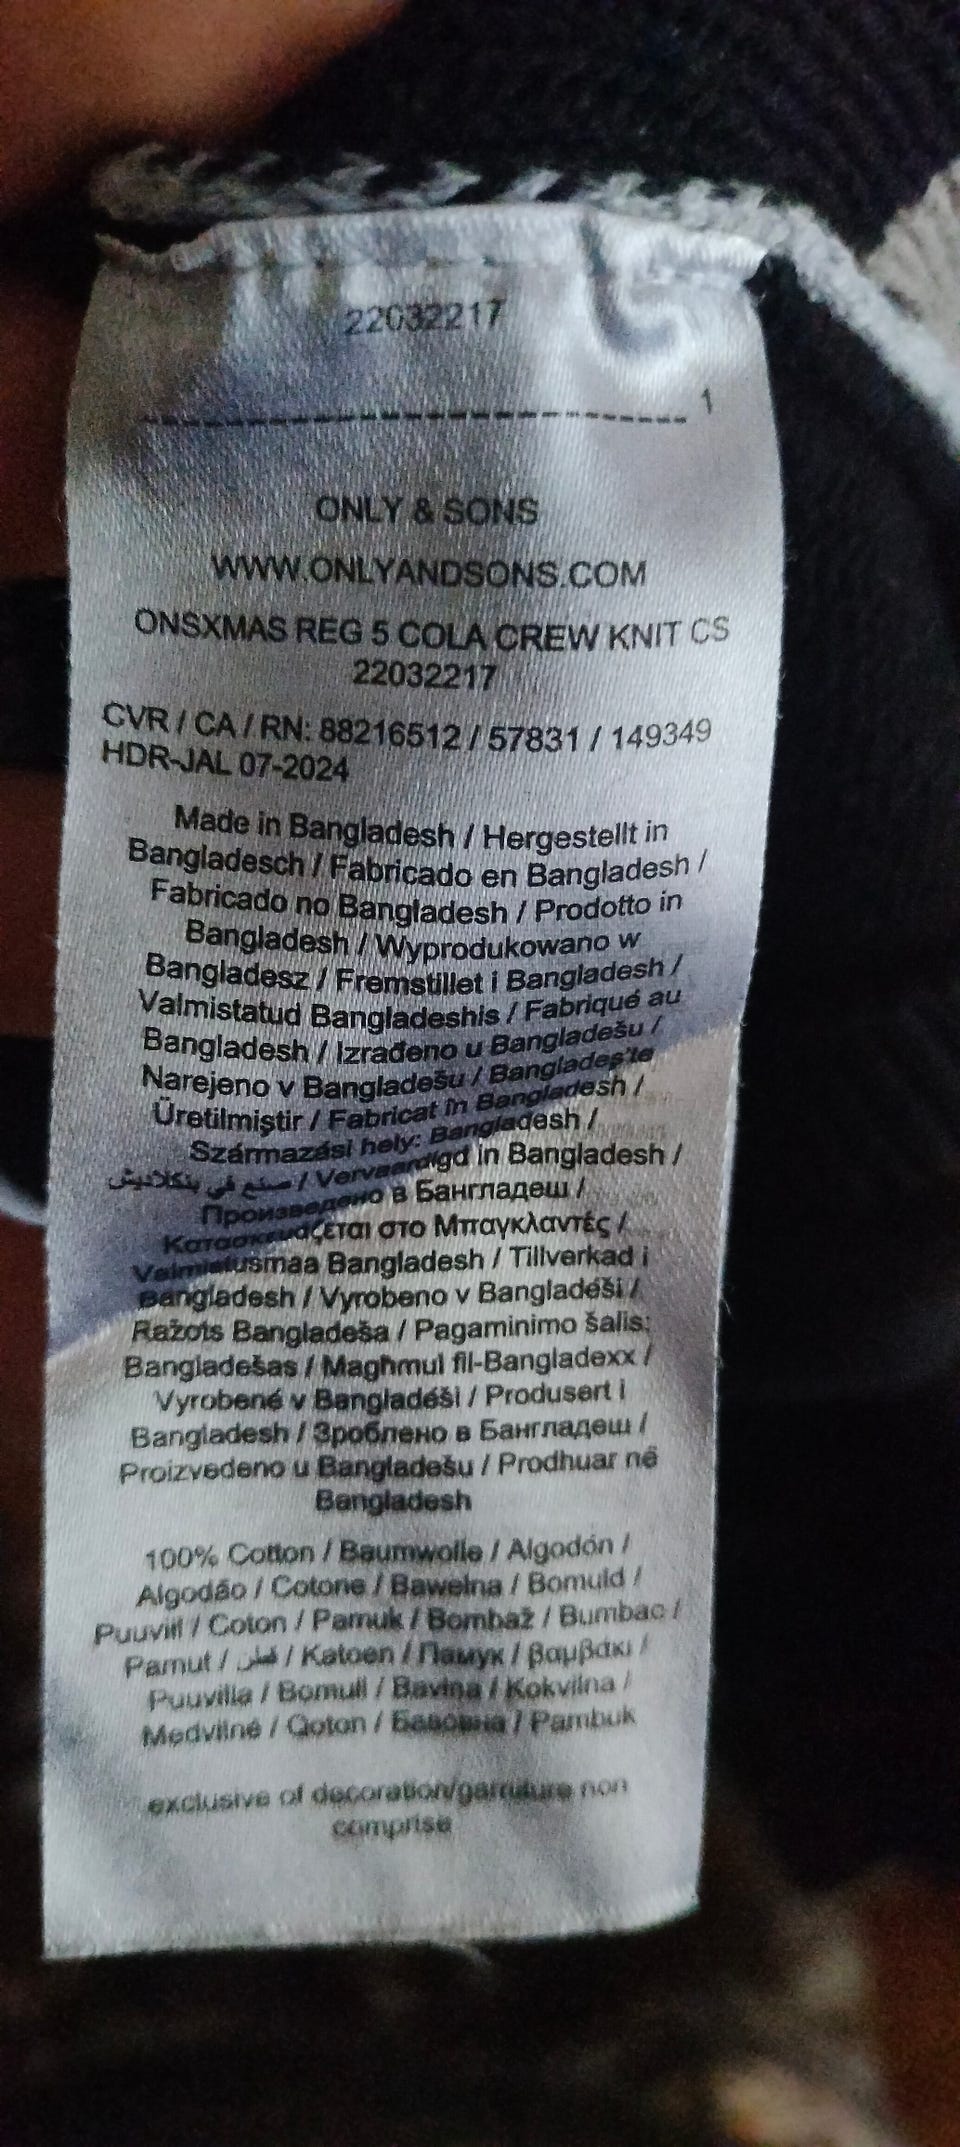 22032217
1
ONLY & SONS
WWW.ONLYANDSONS.COM
ONSXMAS REG 5 COLA CREW KNIT CS
22032217
CVR / CA / RN: 88216512 / 57831 / 149349
HDR-JAL 07-2024
Made in Bangladesh / Hergestellt in
Bangladesch / Fabricado en Bangladesh /
Fabricado no Bangladesh / Prodotto in
Bangladesh / Wyprodukowano w
Bangladesz / Fremstillet i Bangladesh /
Valmistatud Bangladeshis / Fabriqué au
Bangladesh / Izrađeno u Bangladešu /
Narejeno v Bangladešu / Bangladeş'te
Üretilmiştir / Fabricat în Bangladesh /
Származási hely: Bangladesh /
صنع في بنكلاديش / Vervaardigd in Bangladesh /
Произведено в Бангладеш /
Κατασκευάζεται στο Μπαγκλαντές /
Valmistusmaa Bangladesh / Tillverkad i
Bangladesh / Vyrobeno v Bangladéši /
Ražots Bangladeša / Pagaminimo šalis:
Bangladešas / Magħmul fil-Bangladexx /
Vyrobené v Bangladéši / Produsert i
Bangladesh / Зроблено в Бангладеш /
Proizvedeno u Bangladešu / Prodhuar në
Bangladesh
100% Cotton / Baumwolle / Algodón /
Algodão / Cotone / Bawełna / Bomuld /
Puuvill / Coton / Pamuk / Bombaž / Bumbac /
Pamut / قطن / Katoen / Памук / βαμβάκι /
Puuvilla / Bomull / Bavlna / Kokvilna /
Medvilnė / Qoton / Бавовна / Pambuk
exclusive of decoration/garniture non
comprise